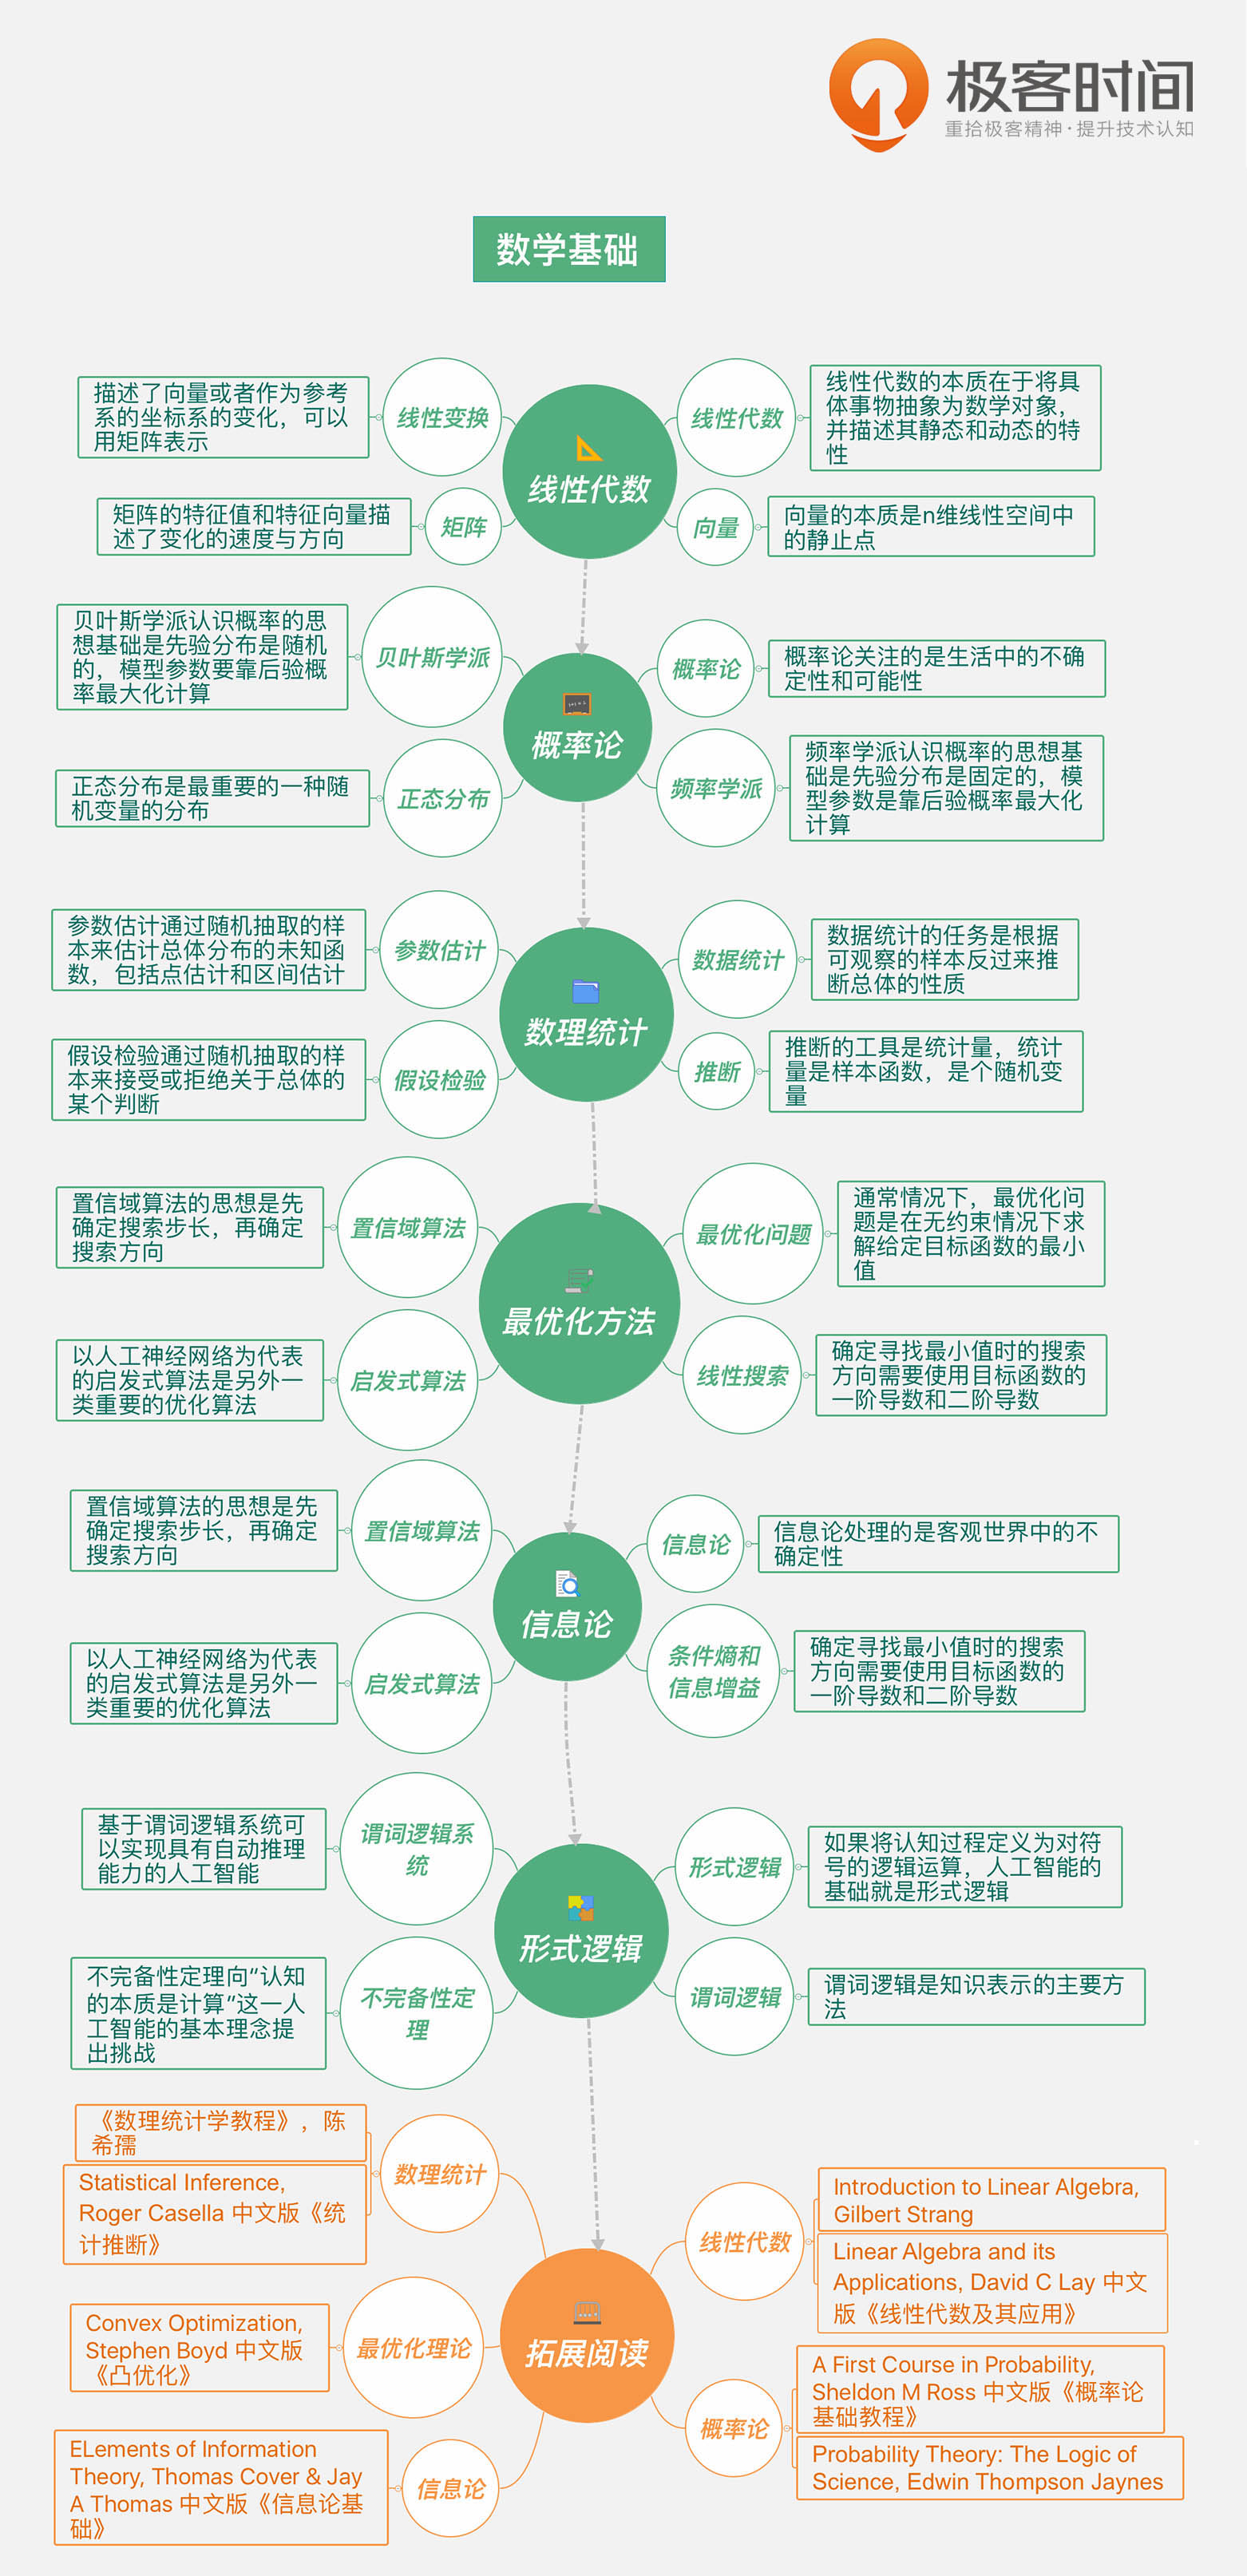 极客时间
重拾极客精神·提升技术认知
数学基础
线性代数
线性变换
描述了向量或者作为参考
系的坐标系的变化，可以
用矩阵表示
矩阵
矩阵的特征值和特征向量描
述了变化的速度与方向
线性代数
线性代数的本质在于将具
体事物抽象为数学对象，
并描述其静态和动态的特
性
向量
向量的本质是n维线性空间中
的静止点
概率论
贝叶斯学派
贝叶斯学派认识概率的思
想基础是先验分布是随机
的，模型参数要靠后验概
率最大化计算
正态分布
正态分布是最重要的一种随
机变量的分布
概率论
概率论关注的是生活中的不确
定性和可能性
频率学派
频率学派认识概率的思想基
础是先验分布是固定的，模
型参数是靠后验概率最大化
计算
数理统计
参数估计
参数估计通过随机抽取的样
本来估计总体分布的未知函
数，包括点估计和区间估计
假设检验
假设检验通过随机抽取的样
本来接受或拒绝关于总体的
某个判断
数据统计
数据统计的任务是根据
可观察的样本反过来推
断总体的性质
推断
推断的工具是统计量，统计
量是样本函数，是个随机变
量
最优化方法
置信域算法
置信域算法的思想是先
确定搜索步长，再确定
搜索方向
启发式算法
以人工神经网络为代表
的启发式算法是另外一
类重要的优化算法
最优化问题
通常情况下，最优化问
题是在无约束情况下求
解给定目标函数的最小
值
线性搜索
确定寻找最小值时的搜索
方向需要使用目标函数的
一阶导数和二阶导数
信息论
置信域算法
置信域算法的思想是先
确定搜索步长，再确定
搜索方向
启发式算法
以人工神经网络为代表
的启发式算法是另外一
类重要的优化算法
信息论
信息论处理的是客观世界中的不
确定性
条件熵和
信息增益
确定寻找最小值时的搜索
方向需要使用目标函数的
一阶导数和二阶导数
形式逻辑
谓词逻辑系
统
基于谓词逻辑系统可
以实现具有自动推理
能力的人工智能
不完备性定
理
不完备性定理向“认知
的本质是计算”这一人
工智能的基本理念提
出挑战
形式逻辑
如果将认知过程定义为对符
号的逻辑运算，人工智能的
基础就是形式逻辑
谓词逻辑
谓词逻辑是知识表示的主要方
法
拓展阅读
数理统计
《数理统计学教程》，陈
希孺
Statistical Inference,
Roger Casella 中文版《统
计推断》
最优化理论
Convex Optimization,
Stephen Boyd 中文版
《凸优化》
信息论
ELements of Information
Theory, Thomas Cover & Jay
A Thomas 中文版《信息论基
础》
线性代数
Introduction to Linear Algebra,
Gilbert Strang
Linear Algebra and its
Applications, David C Lay 中文
版《线性代数及其应用》
概率论
A First Course in Probability,
Sheldon M Ross 中文版《概率论
基础教程》
Probability Theory: The Logic of
Science, Edwin Thompson Jaynes